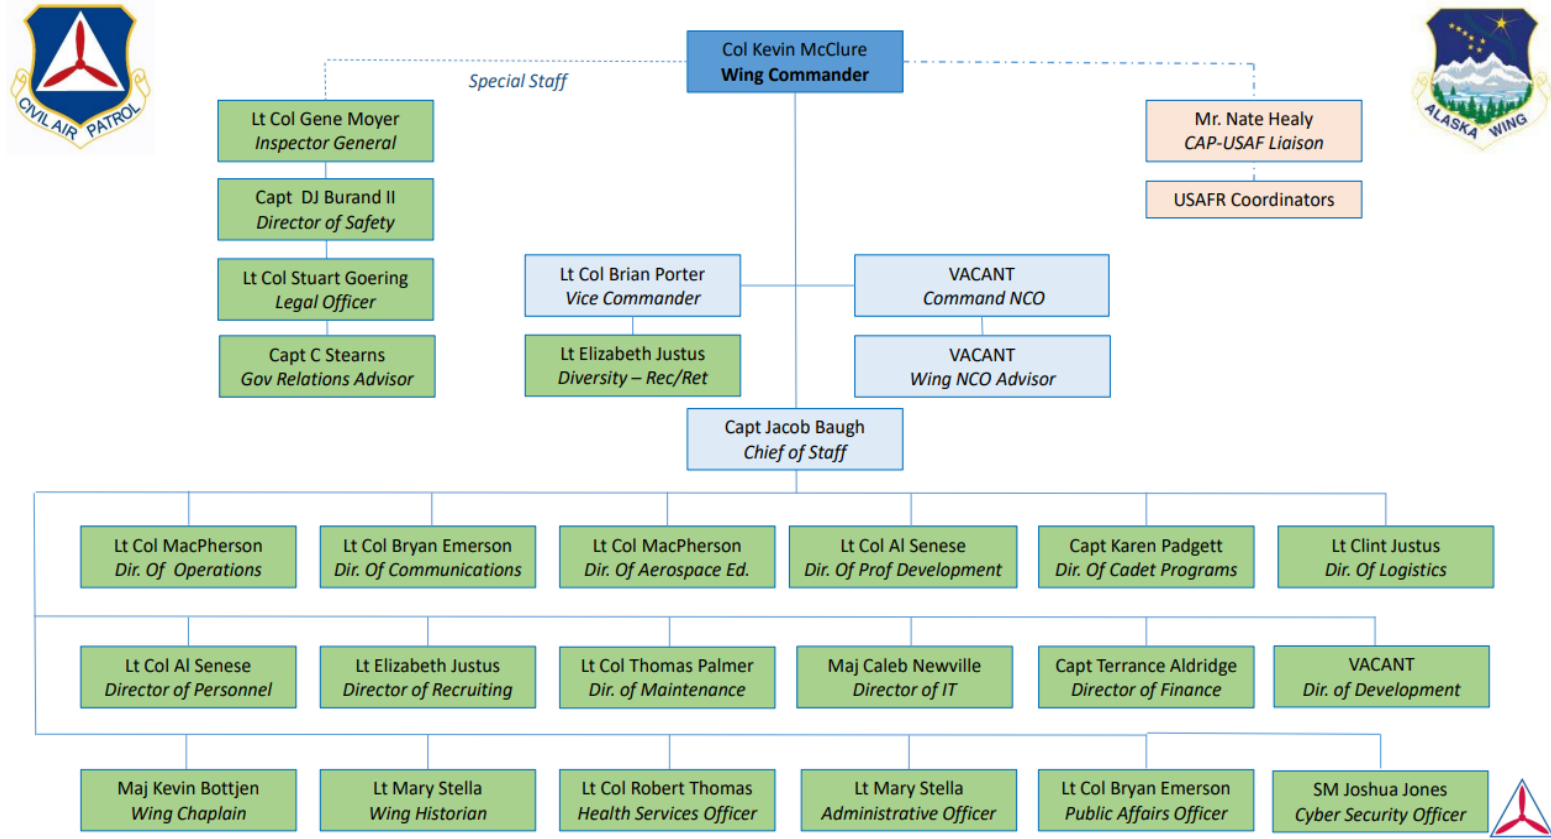 CIVIL AIR PATROL
Col Kevin McClure
Wing Commander
Special Staff
ALASKA WING
Lt Col Gene Moyer
Inspector General
Mr. Nate Healy
CAP-USAF Liaison
Capt  DJ Burand II
Director of Safety
USAFR Coordinators
Lt Col Stuart Goering
Legal Officer
Lt Col Brian Porter
Vice Commander
VACANT
Command NCO
Capt C Stearns
Gov Relations Advisor
Lt Elizabeth Justus
Diversity – Rec/Ret
VACANT
Wing NCO Advisor
Capt Jacob Baugh
Chief of Staff
Lt Col MacPherson
Dir. Of  Operations
Lt Col Bryan Emerson
Dir. Of Communications
Lt Col MacPherson
Dir. Of Aerospace Ed.
Lt Col Al Senese
Dir. Of Prof Development
Capt Karen Padgett
Dir. Of Cadet Programs
Lt Clint Justus
Dir. Of Logistics
Lt Col Al Senese
Director of Personnel
Lt Elizabeth Justus
Director of Recruiting
Lt Col Thomas Palmer
Dir. of Maintenance
Maj Caleb Newville
Director of IT
Capt Terrance Aldridge
Director of Finance
VACANT
Dir. of Development
Maj Kevin Bottjen
Wing Chaplain
Lt Mary Stella
Wing Historian
Lt Col Robert Thomas
Health Services Officer
Lt Mary Stella
Administrative Officer
Lt Col Bryan Emerson
Public Affairs Officer
SM Joshua Jones
Cyber Security Officer